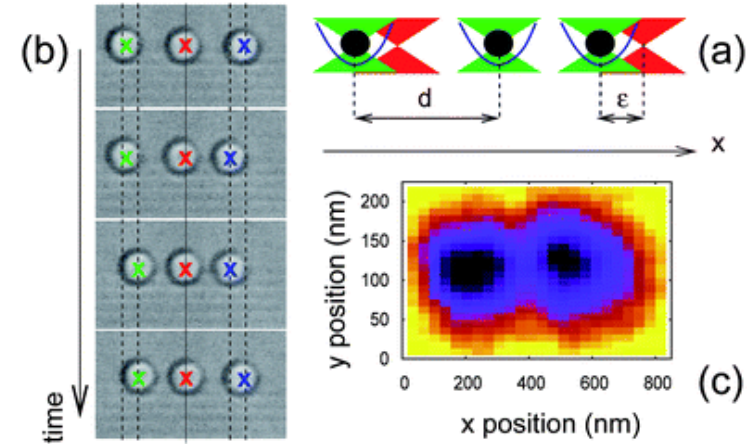 (b)
x x x
x x x
x x x
x x x
time
d
ε
(a)
x
y position (nm)
200
150
100
50
0
0 200 400 600 800
x position (nm)
(c)